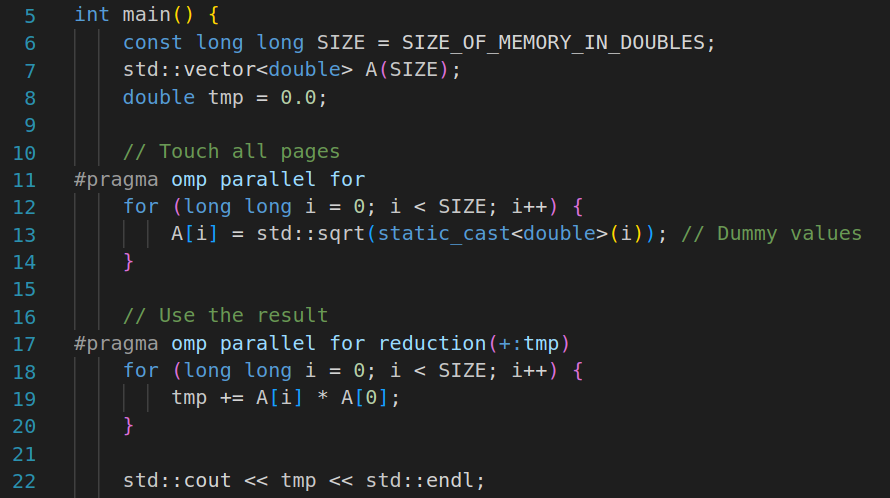 5 int main() {
6     const long long SIZE = SIZE_OF_MEMORY_IN_DOUBLES;
7     std::vector<double> A(SIZE);
8     double tmp = 0.0;
9
10     // Touch all pages
11 #pragma omp parallel for
12     for (long long i = 0; i < SIZE; i++) {
13         A[i] = std::sqrt(static_cast<double>(i)); // Dummy values
14     }
15
16     // Use the result
17 #pragma omp parallel for reduction(+:tmp)
18     for (long long i = 0; i < SIZE; i++) {
19         tmp += A[i] * A[0];
20     }
21
22     std::cout << tmp << std::endl;